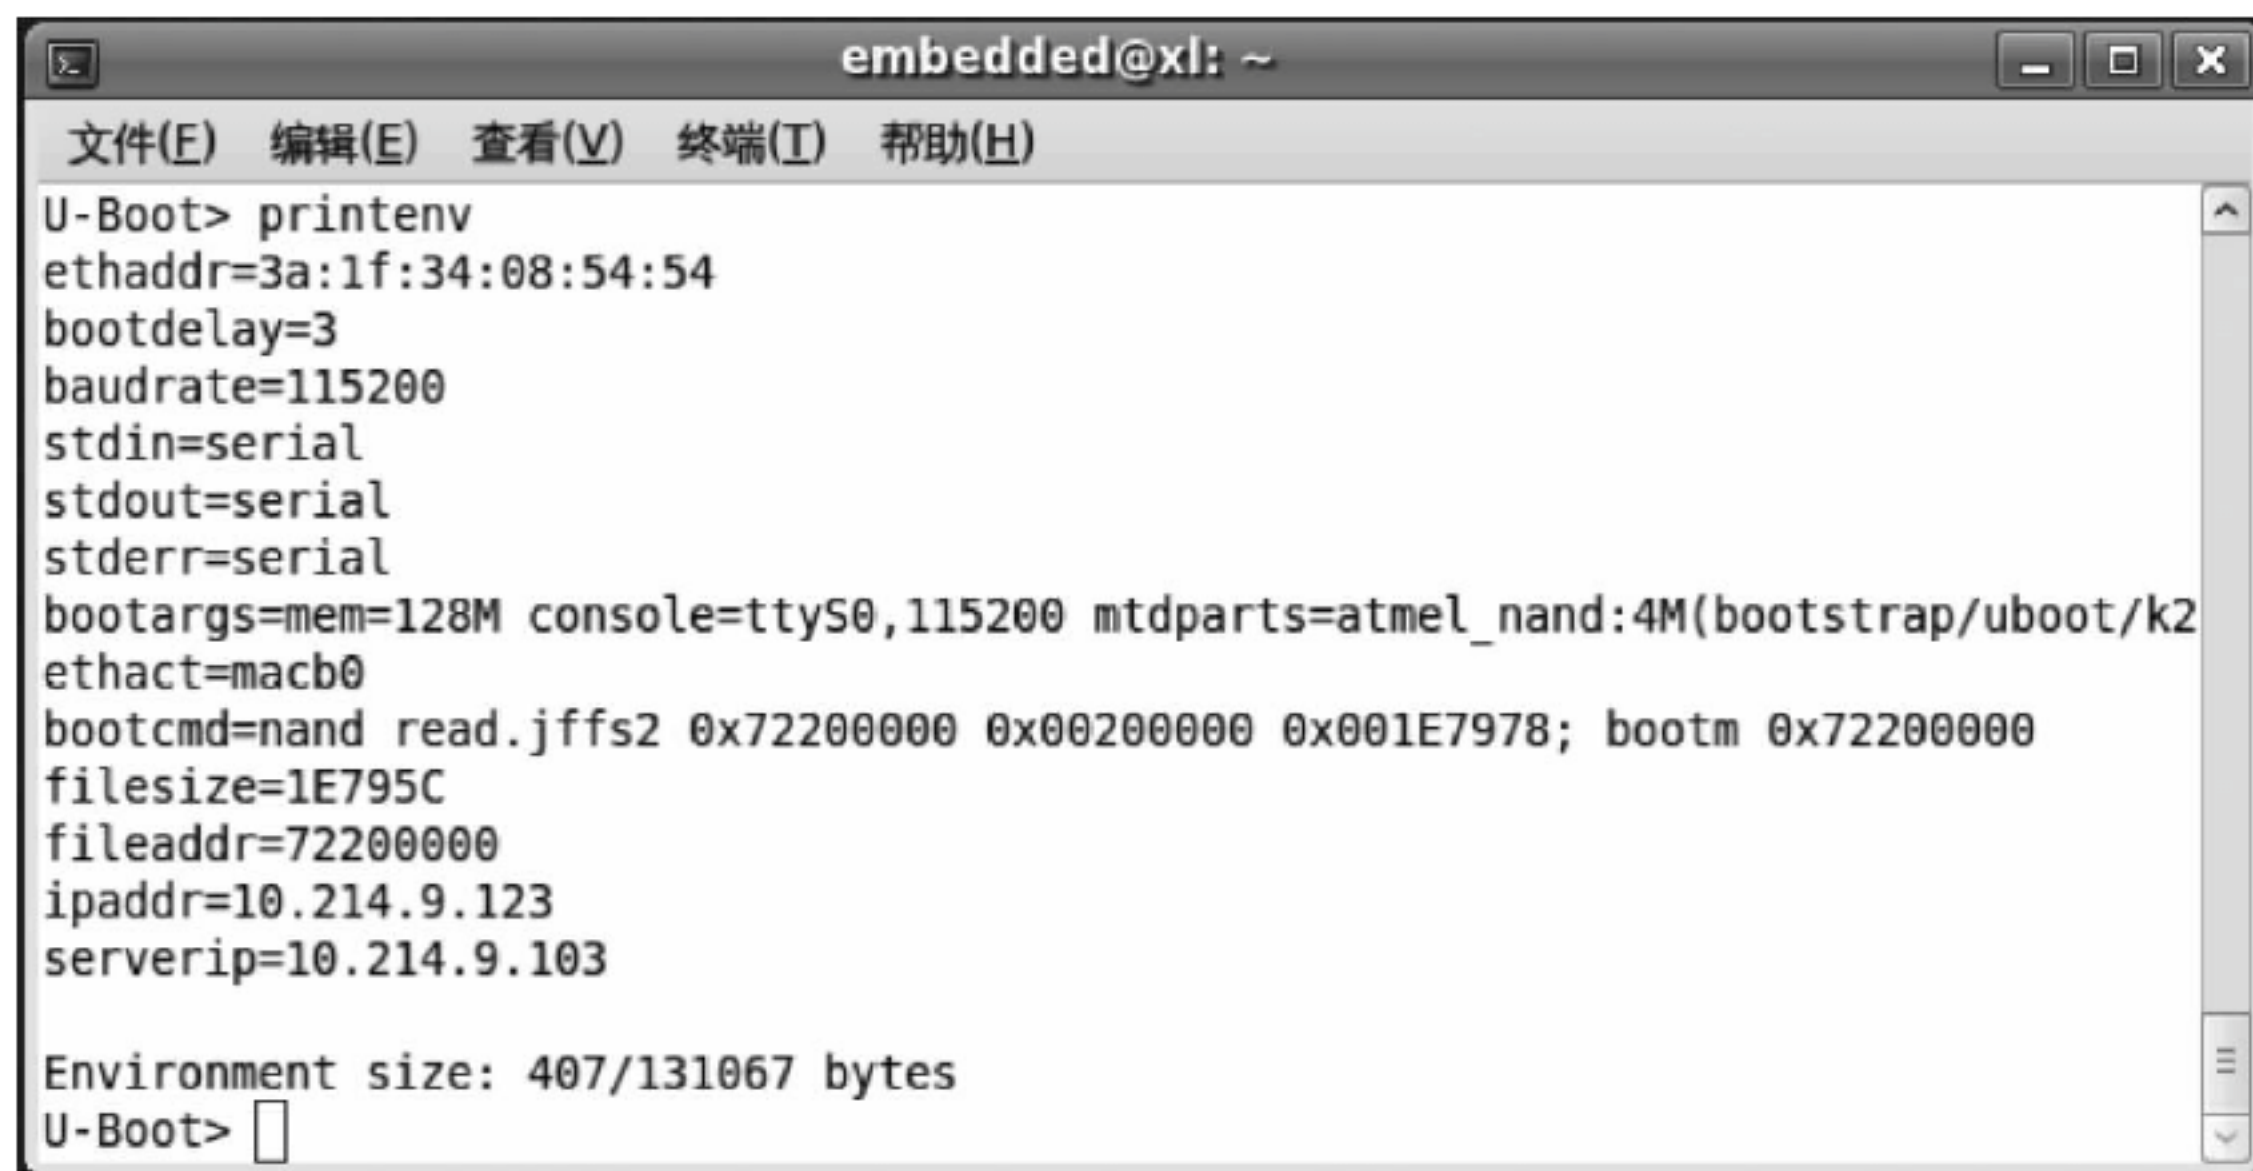 embedded@xl: ~
文件(F) 编辑(E) 查看(V) 终端(T) 帮助(H)
U-Boot> printenv
ethaddr=3a:1f:34:08:54:54
bootdelay=3
baudrate=115200
stdin=serial
stdout=serial
stderr=serial
bootargs=mem=128M console=ttyS0,115200 mtdparts=atmel_nand:4M(bootstrap/uboot/k2
ethact=macb0
bootcmd=nand read.jffs2 0x72200000 0x00200000 0x001E7978; bootm 0x72200000
filesize=1E795C
fileaddr=72200000
ipaddr=10.214.9.123
serverip=10.214.9.103
Environment size: 407/131067 bytes
U-Boot>